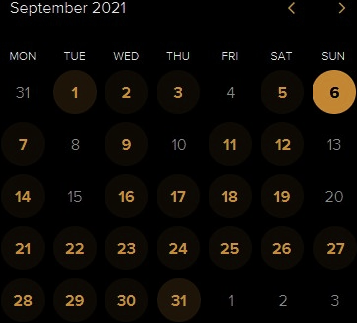 September 2021
MON TUE WED THU FRI SAT SUN
31 1 2 3 4 5 6
7 8 9 10 11 12 13
14 15 16 17 18 19 20
21 22 23 24 25 26 27
28 29 30 31 1 2 3